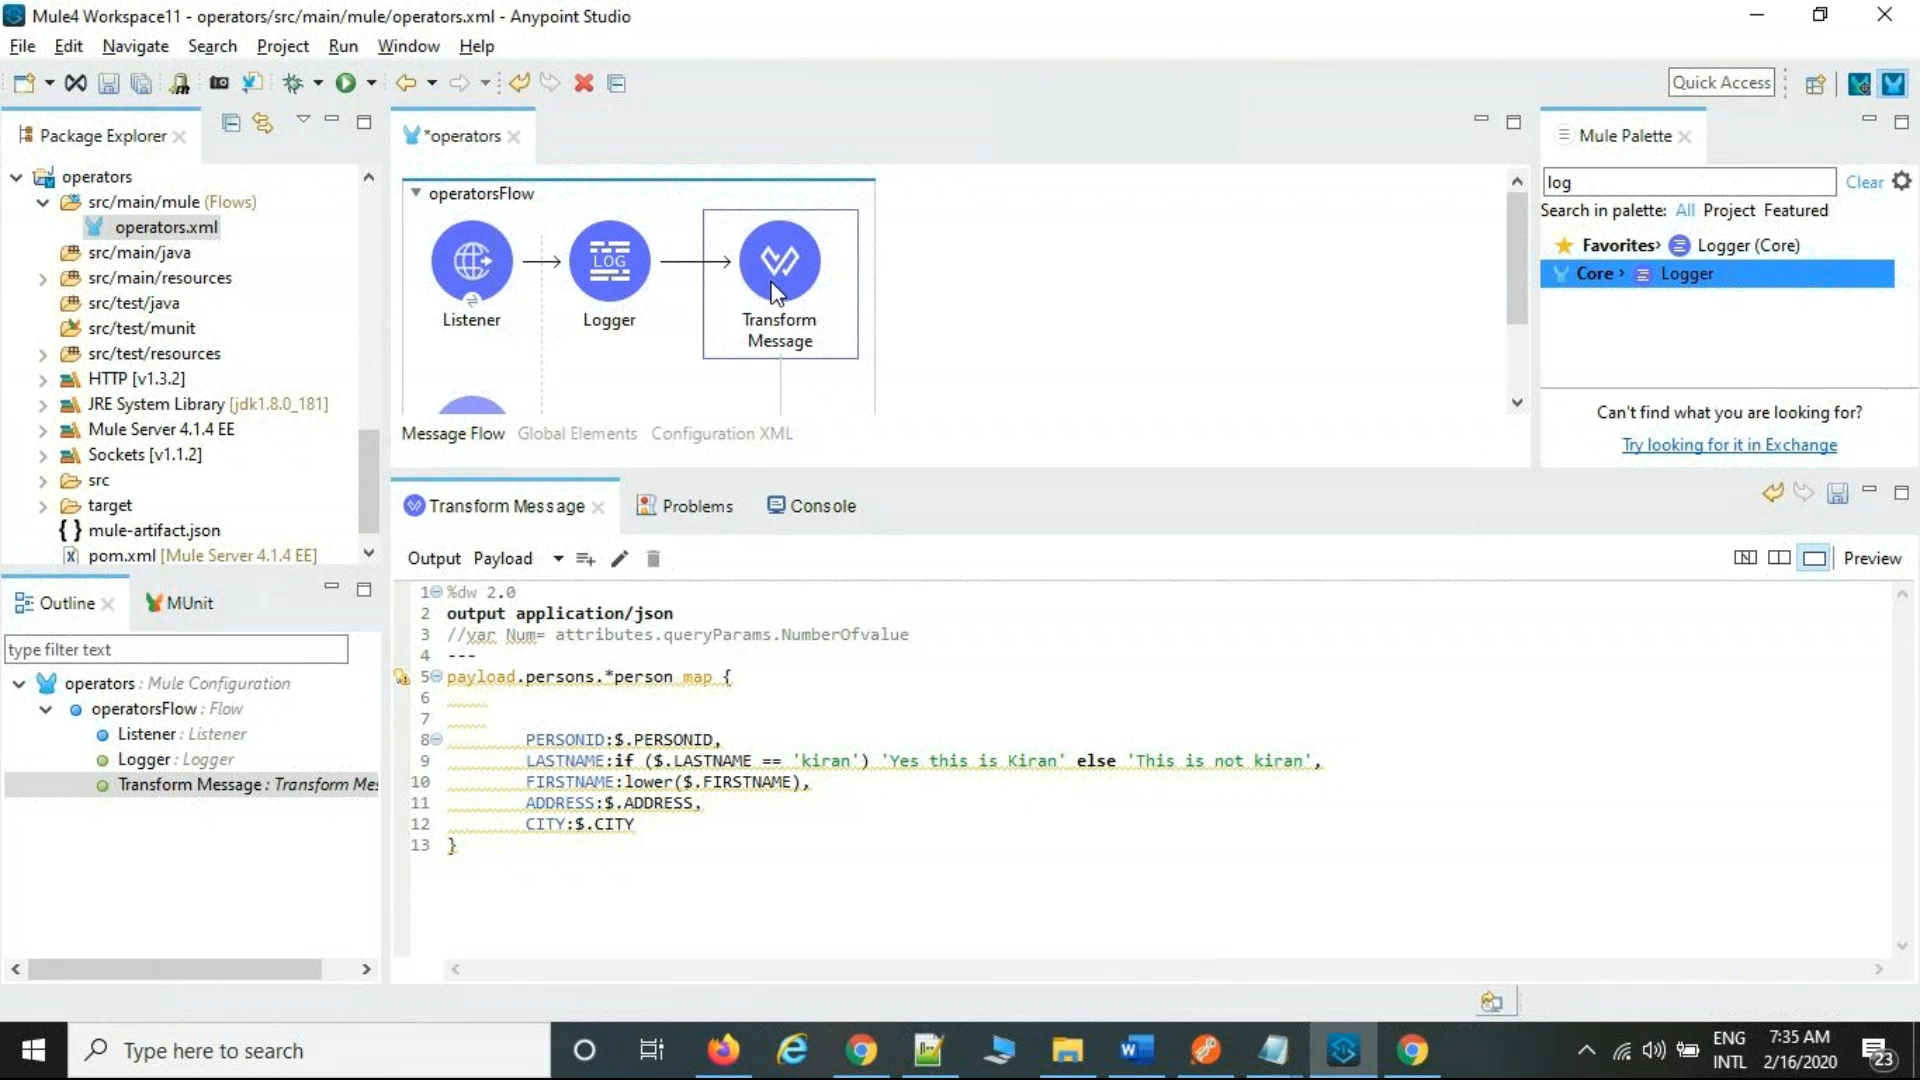 Mule4 Workspace11 - operators/src/main/mule/operators.xml - Anypoint Studio
File Edit Navigate Search Project Run Window Help
Quick Access
Package Explorer
operators
src/main/mule (Flows)
operators.xml
src/main/java
src/main/resources
src/test/java
src/test/munit
src/test/resources
HTTP [v1.3.2]
JRE System Library [jdk1.8.0_181]
Mule Server 4.1.4 EE
Sockets [v1.1.2]
src
target
mule-artifact.json
pom.xml [Mule Server 4.1.4 EE]
*operators
operatorsFlow
LOG
Listener
Logger
Transform
Message
Message Flow Global Elements Configuration XML
Mule Palette
log
Clear
Search in palette: All Project Featured
Favorites> Logger (Core)
Core > Logger
Can't find what you are looking for?
Try looking for it in Exchange
Outline MUnit
type filter text
operators : Mule Configuration
operatorsFlow : Flow
Listener : Listener
Logger : Logger
Transform Message : Transform Mes
Transform Message Problems Console
Output Payload Preview
1 %dw 2.0
2 output application/json
3 //var Num= attributes.queryParams.NumberOfvalue
4 ---
5 payload.persons.*person map {
6
7
8 PERSONID:$.PERSONID,
9 LASTNAME:if ($.LASTNAME == 'kiran') 'Yes this is Kiran' else 'This is not kiran',
10 FIRSTNAME:lower($.FIRSTNAME),
11 ADDRESS:$.ADDRESS,
12 CITY:$.CITY
13 }
Type here to search
ENG
INTL
7:35 AM
2/16/2020
23